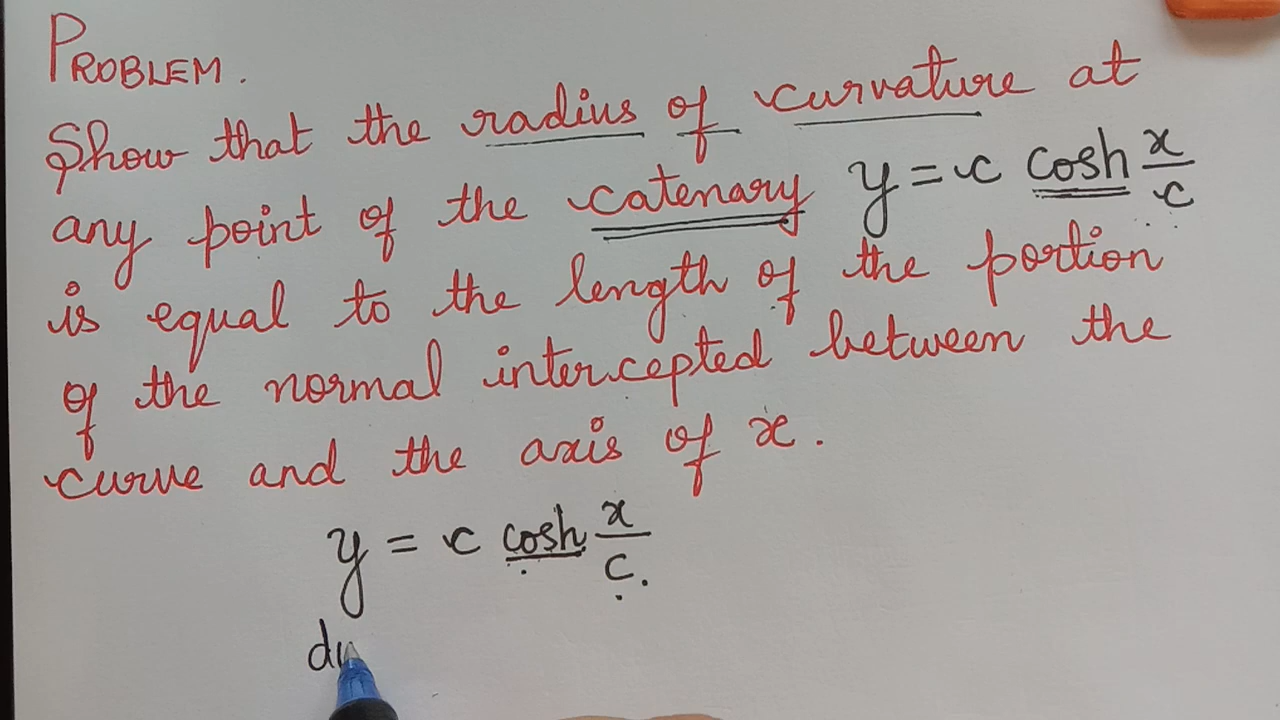 PROBLEM.
Show that the radius of curvature at
any point of the catenary y = c cosh x/c
is equal to the length of the portion
of the normal intercepted between the
curve and the axis of x.
y = c cosh x/c.
dy